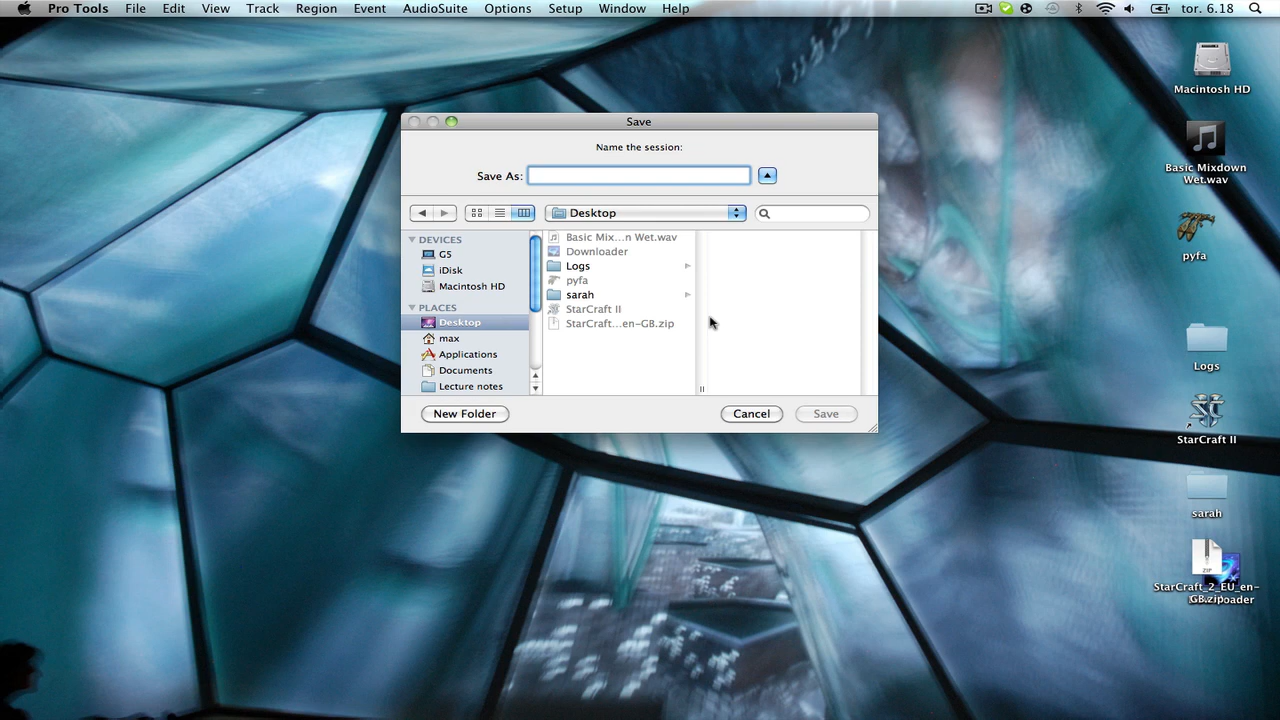 Pro Tools File Edit View Track Region Event AudioSuite Options Setup Window Help tor. 6.18
Macintosh HD
Basic Mixdown
Wet.wav
pyfa
Logs
StarCraft II
sarah
ZIP
StarCraft_2_EU_en-
GB.zip
Save
Name the session:
Save As:
Desktop
DEVICES
G5
iDisk
Macintosh HD
PLACES
Desktop
max
Applications
Documents
Lecture notes
Basic Mix...n Wet.wav
Downloader
Logs
pyfa
sarah
StarCraft II
StarCraft...en-GB.zip
New Folder Cancel Save